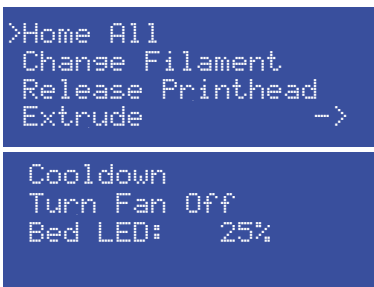 >Home All
Change Filament
Release Printhead
Extrude ->
Cooldown
Turn Fan Off
Bed LED: 25%